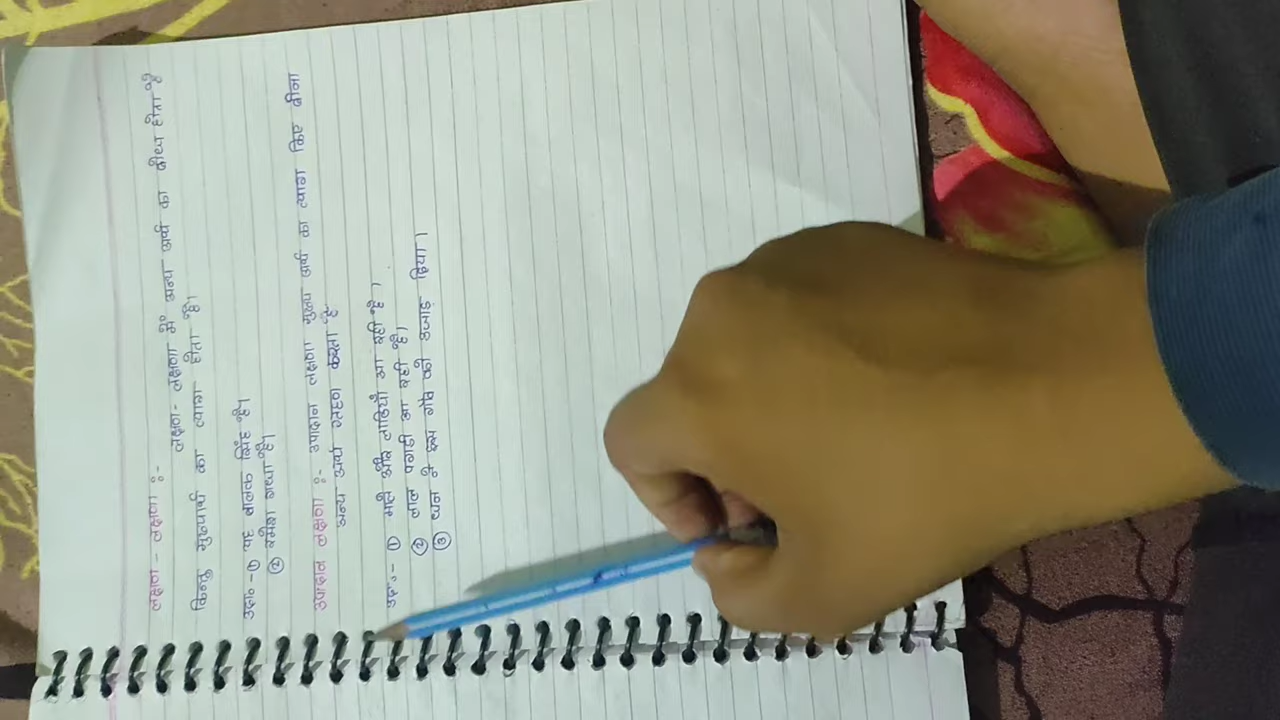 लक्षण - लक्षणा :-
लक्षण- लक्षणा में अन्य अर्थ का बोध होता है
किन्तु मुख्यार्थ का त्याग होता है।
उदा०-① यह बालक सिंह है।
② रमेश गधा है।
उपादान लक्षणा :- उपादान लक्षणा मुख्य अर्थ का त्याग किए बीना
अन्य अर्थ ग्रहण करता है
उदा०- ① भाले और लाठियाँ आ रही है।
② लाल पगडी आ रही है।
③ ने इस गाँव को उजाड़ दिया।